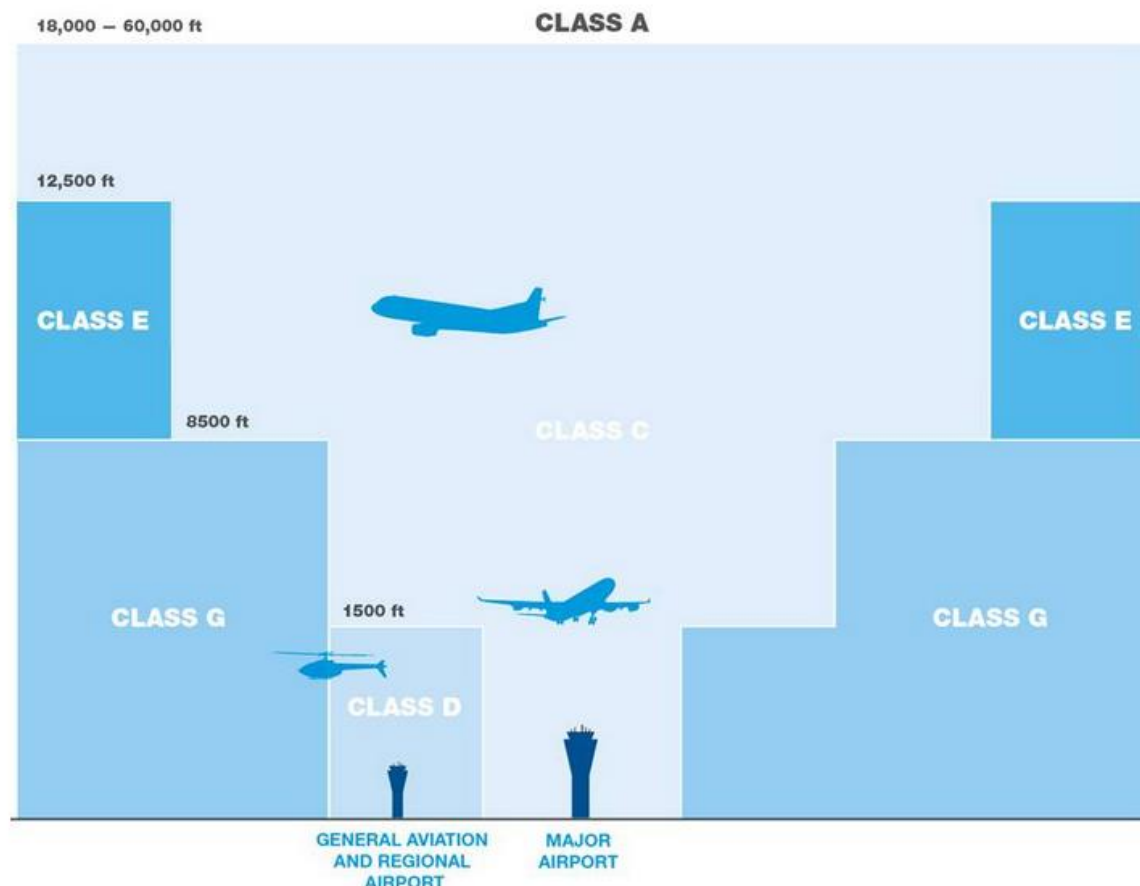 18,000 – 60,000 ft
CLASS A
12,500 ft
CLASS E
CLASS E
8500 ft
CLASS C
1500 ft
CLASS G
CLASS G
CLASS D
GENERAL AVIATION
AND REGIONAL
AIRPORT
MAJOR
AIRPORT